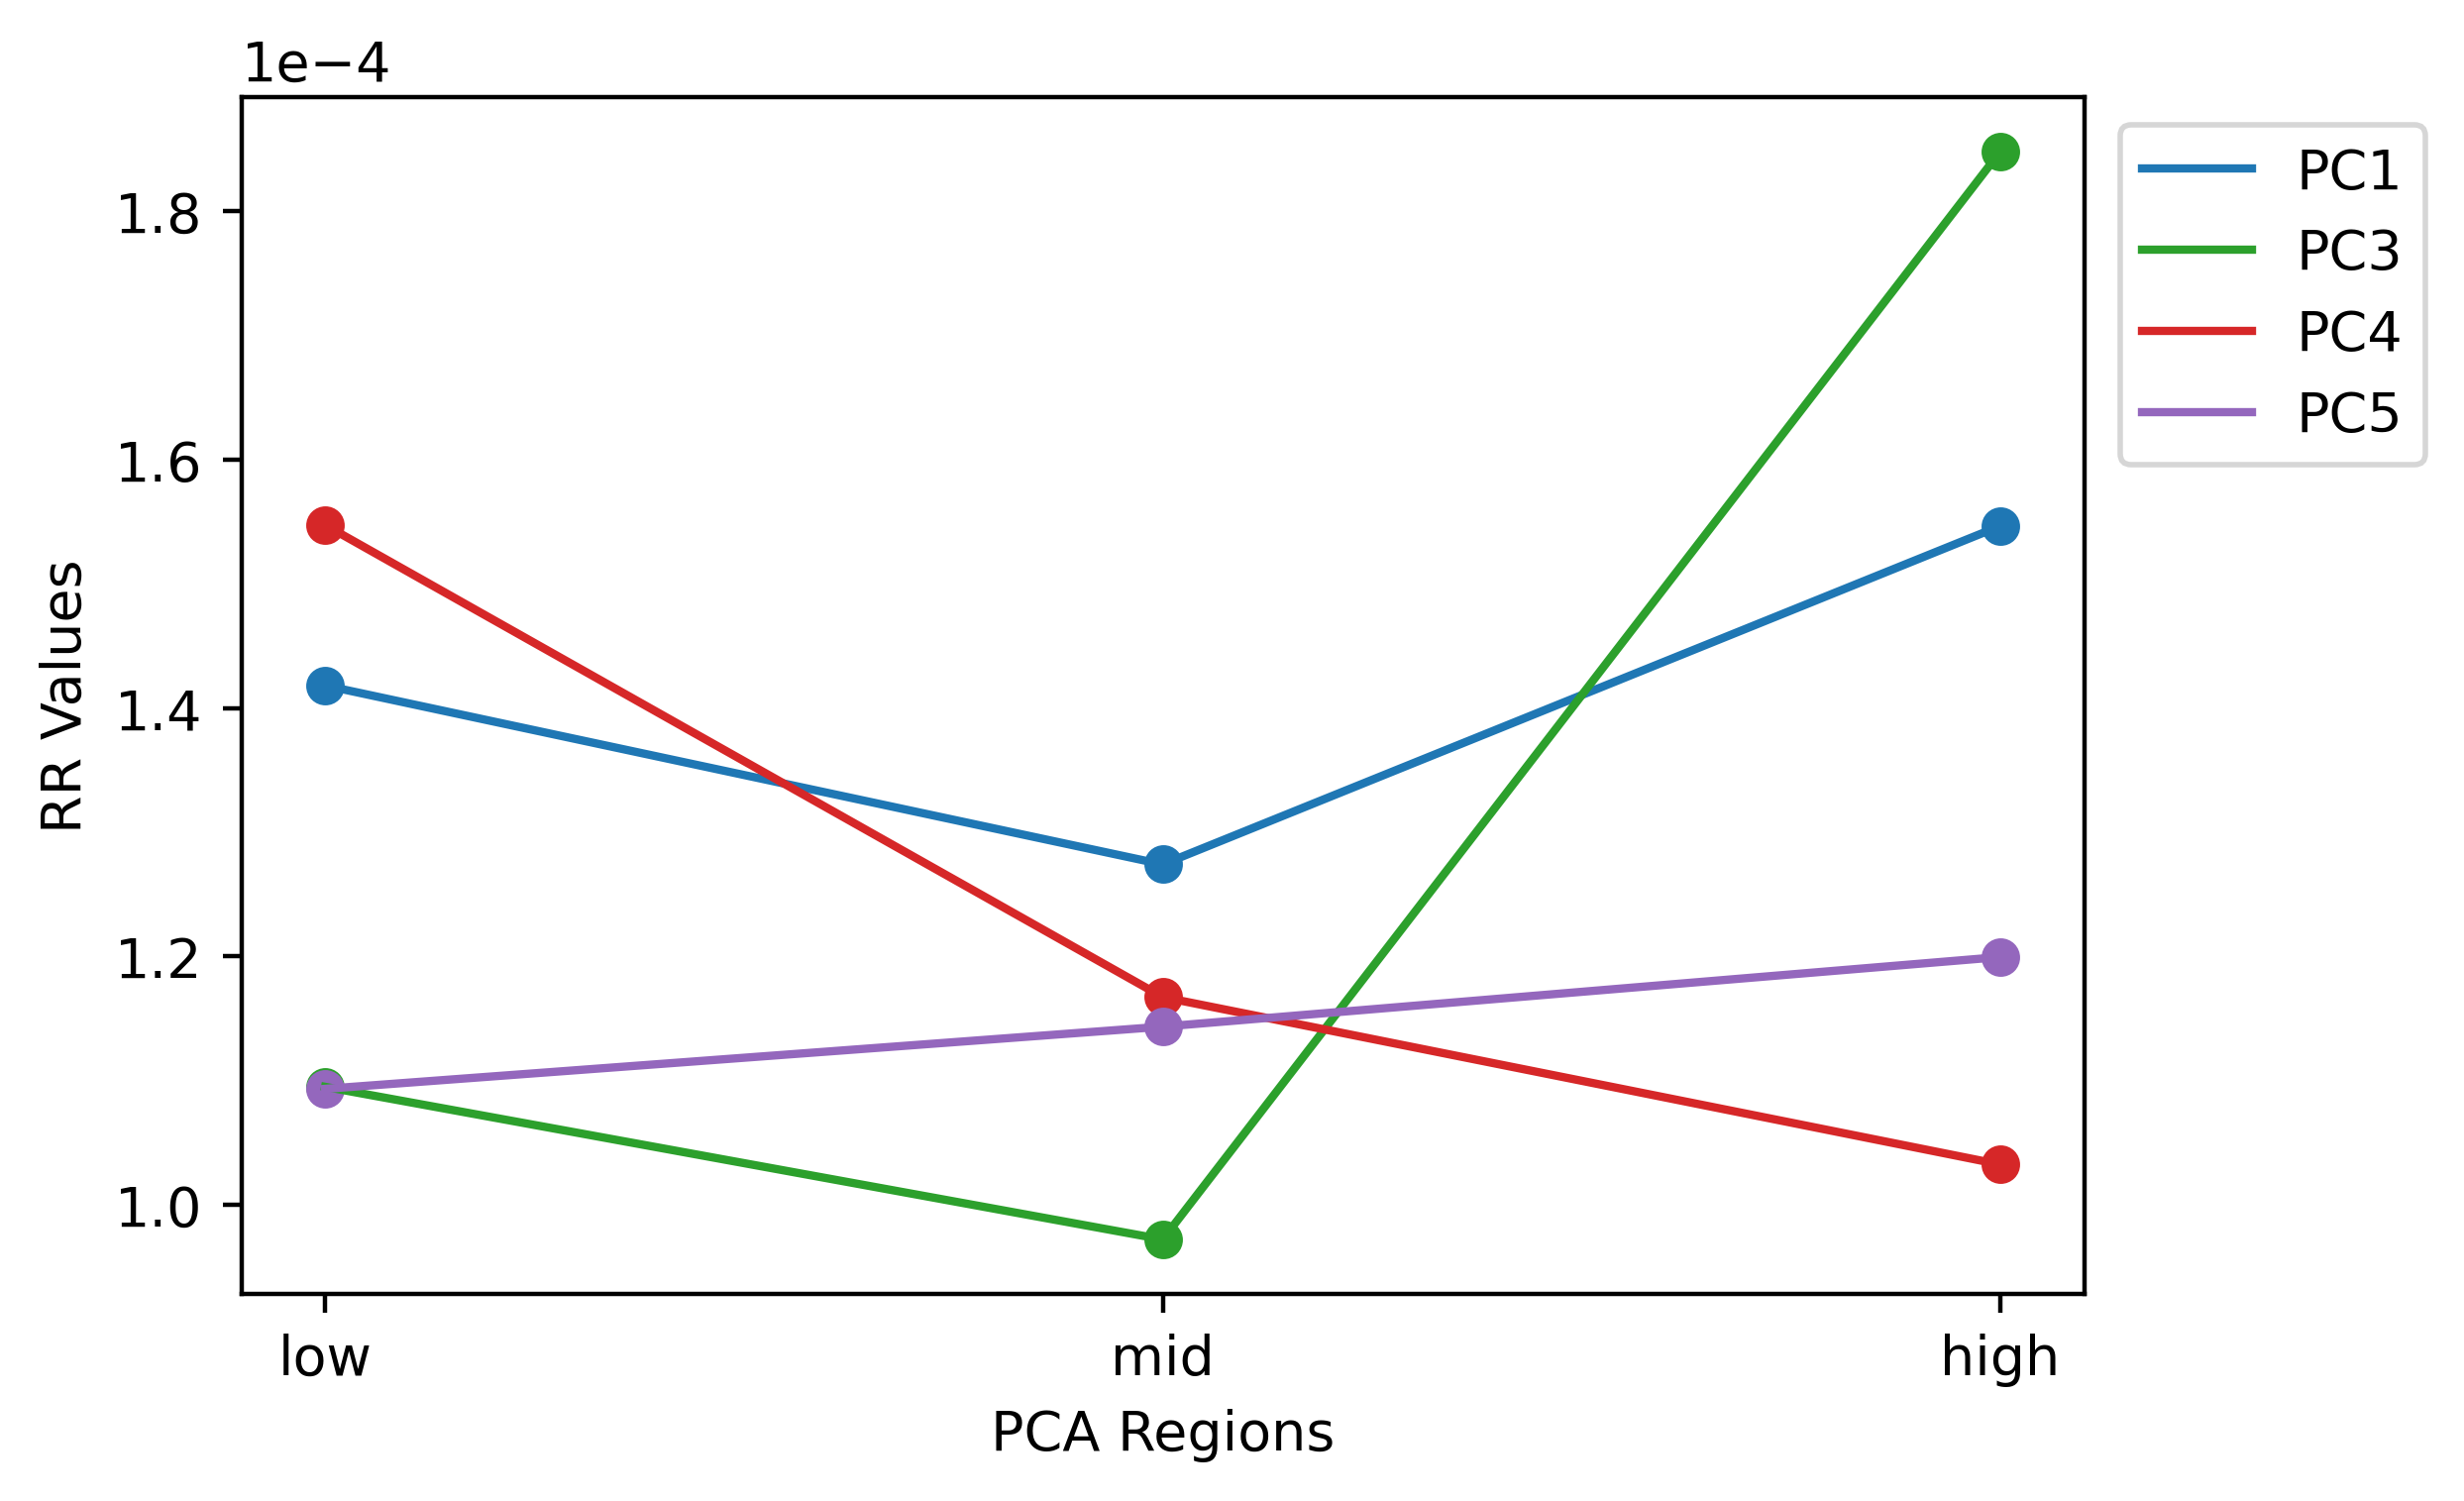 1e−4
1.8
1.6
1.4
1.2
1.0
RR Values
low
mid
high
PCA Regions
PC1
PC3
PC4
PC5